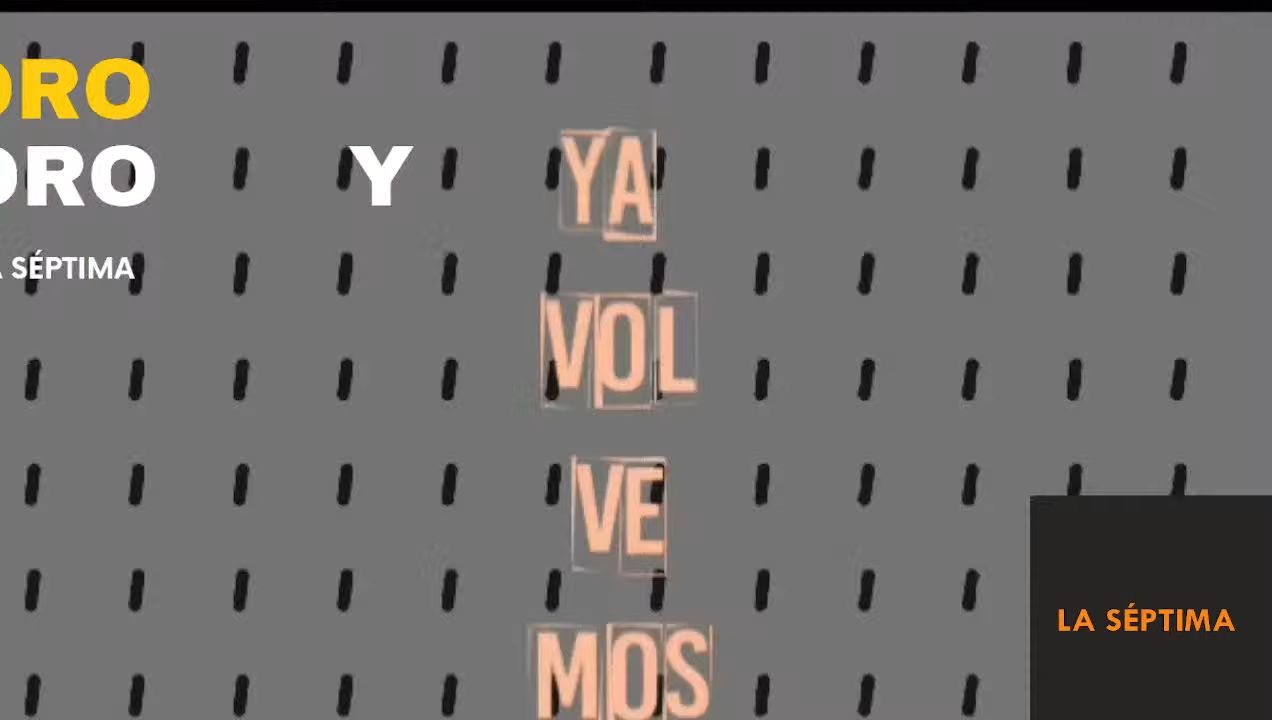 ORO
ORO Y
SÉPTIMA
YA
VOL
VE
MOS
LA SÉPTIMA